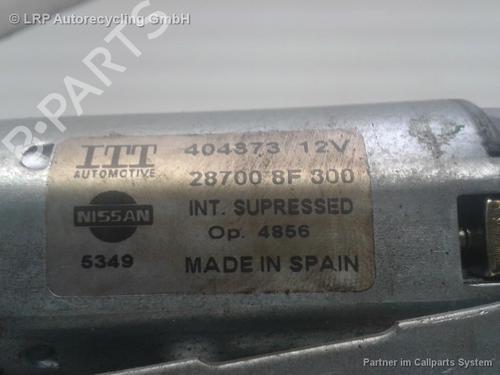 © LRP Autorecycling GmbH
B-PARTS
ITT 404373 12V
AUTOMOTIVE 28700 8F 300
NISSAN INT. SUPRESSED
Op. 4856
5349 MADE IN SPAIN
Partner im Callparts System